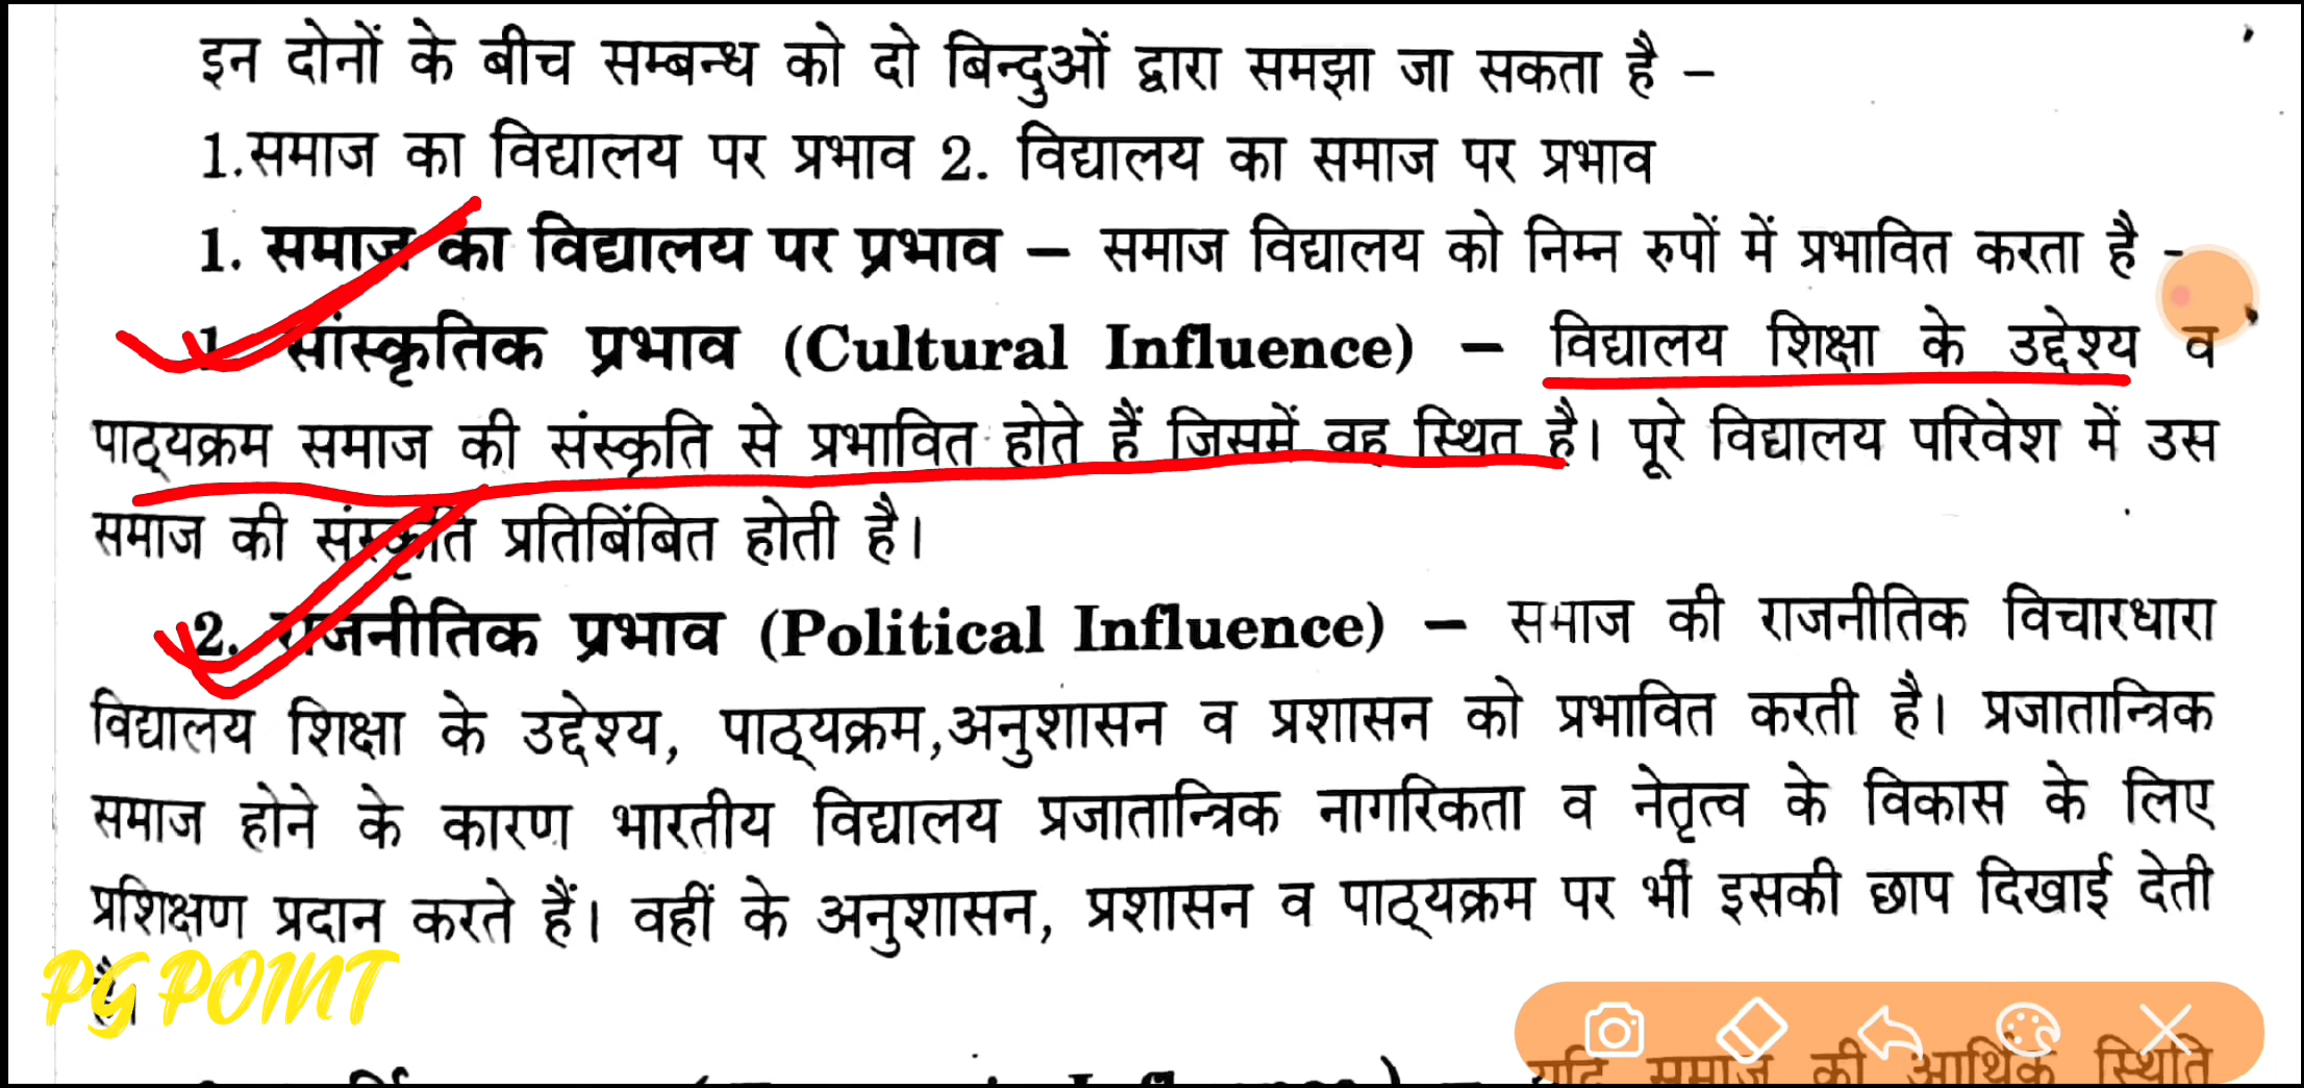 इन दोनों के बीच सम्बन्ध को दो बिन्दुओं द्वारा समझा जा सकता है –
1.समाज का विद्यालय पर प्रभाव 2. विद्यालय का समाज पर प्रभाव
1. समाज का विद्यालय पर प्रभाव – समाज विद्यालय को निम्न रुपों में प्रभावित करता है -
1. सांस्कृतिक प्रभाव (Cultural Influence) – विद्यालय शिक्षा के उद्देश्य व
पाठ्यक्रम समाज की संस्कृति से प्रभावित होते हैं जिसमें वह स्थित है। पूरे विद्यालय परिवेश में उस
समाज की संस्कृति प्रतिबिंबित होती है।
2. राजनीतिक प्रभाव (Political Influence) – समाज की राजनीतिक विचारधारा
विद्यालय शिक्षा के उद्देश्य, पाठ्यक्रम,अनुशासन व प्रशासन को प्रभावित करती है। प्रजातान्त्रिक
समाज होने के कारण भारतीय विद्यालय प्रजातान्त्रिक नागरिकता व नेतृत्व के विकास के लिए
प्रशिक्षण प्रदान करते हैं। वहीं के अनुशासन, प्रशासन व पाठ्यक्रम पर भी इसकी छाप दिखाई देती
है।
PG POINT
यदि समाज की आर्थिक स्थिति